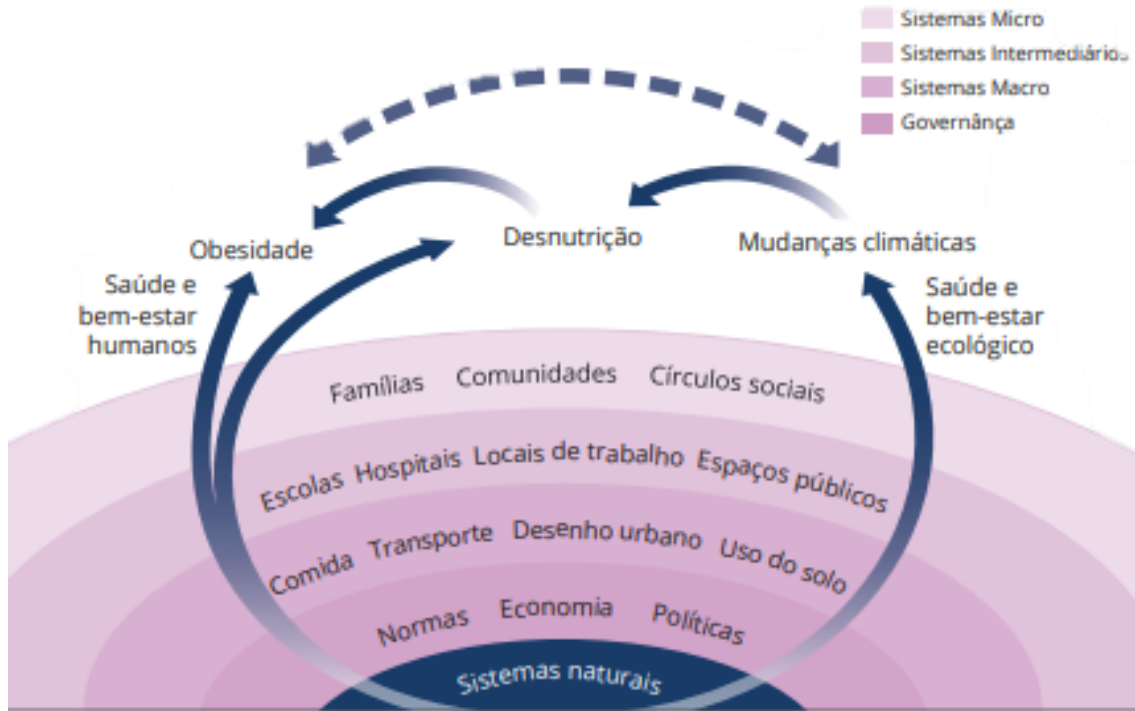 Sistemas Micro
Sistemas Intermediários
Sistemas Macro
Governânça
Obesidade
Desnutrição
Mudanças climáticas
Saúde e
bem-estar
humanos
Saúde e
bem-estar
ecológico
Famílias Comunidades Círculos sociais
Escolas Hospitais Locais de trabalho Espaços públicos
Comida Transporte Desenho urbano Uso do solo
Normas Economia Políticas
Sistemas naturais